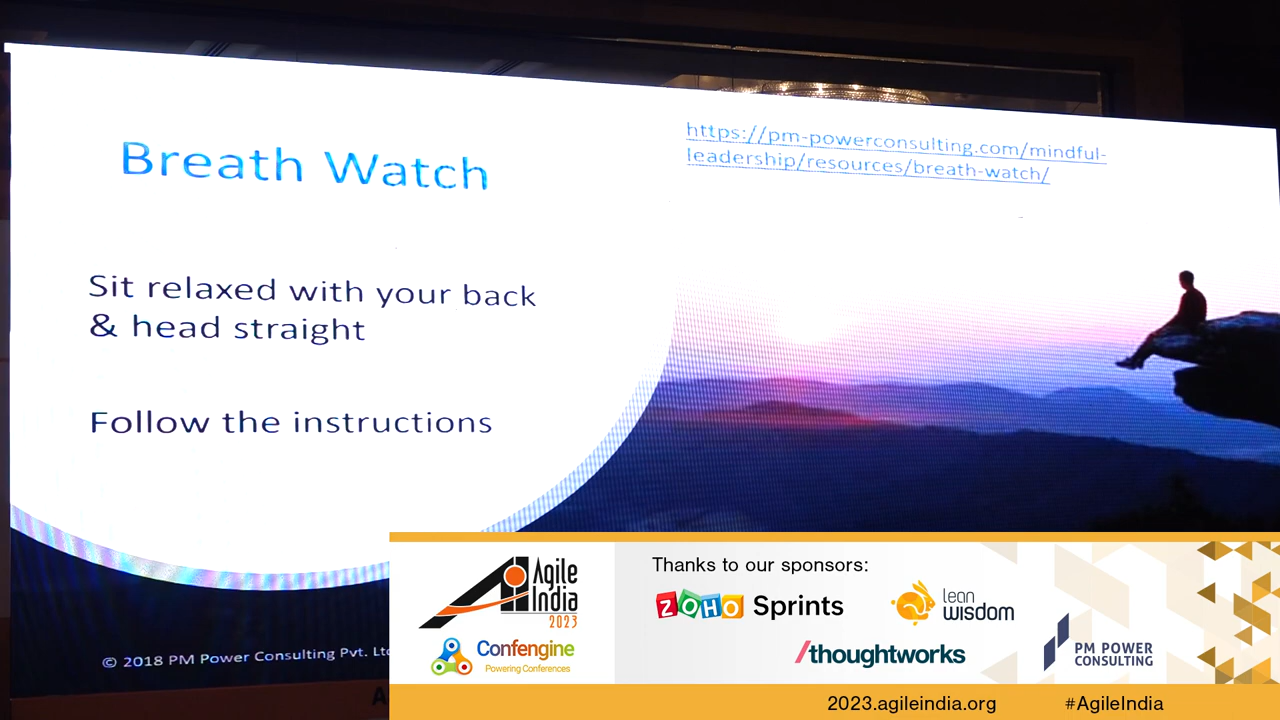 Breath Watch
https://pm-powerconsulting.com/mindful-
leadership/resources/breath-watch/
Sit relaxed with your back
& head straight
Follow the instructions
© 2018 PM Power Consulting Pvt. Ltd
Agile
India
2023
Confengine
Powering Conferences
Thanks to our sponsors:
ZOHO Sprints
lean
wisdom
/thoughtworks
PM POWER
CONSULTING
2023.agileindia.org
#AgileIndia